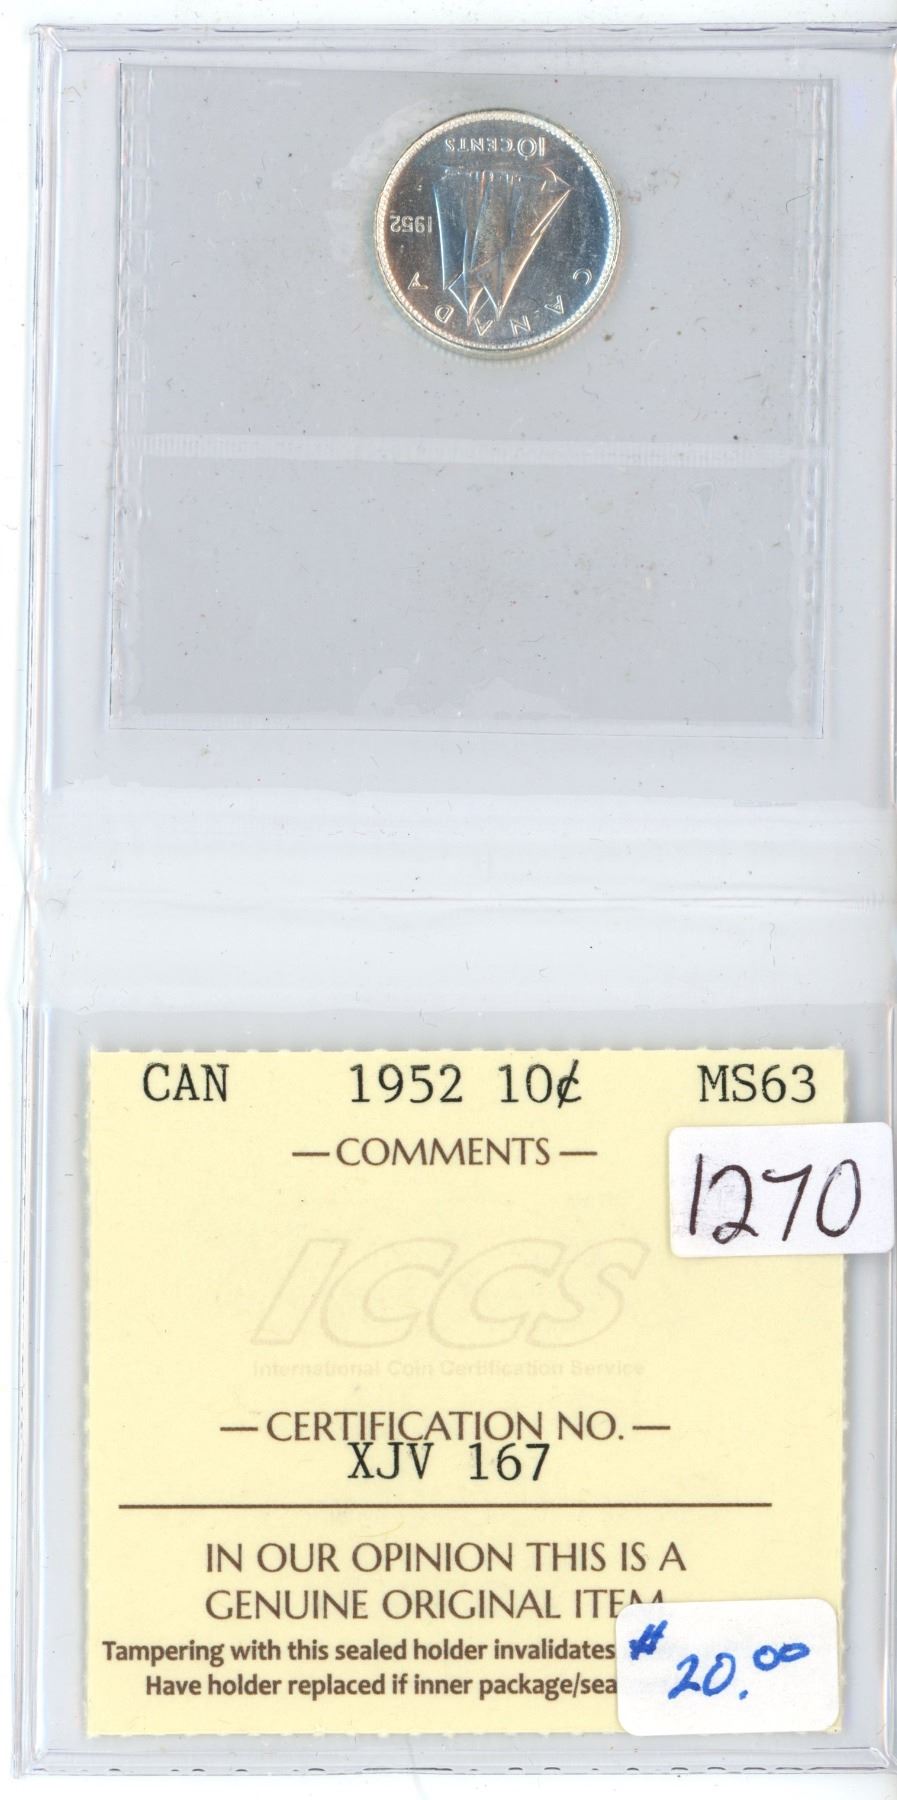 10 CENTS
1952
CANADA
CAN 1952 10¢ MS63
— COMMENTS —
1270
ICCS
International Coin Certification Service
— CERTIFICATION NO. —
XJV 167
IN OUR OPINION THIS IS A
GENUINE ORIGINAL ITEM
Tampering with this sealed holder invalidates
Have holder replaced if inner package/sea
# 20.00